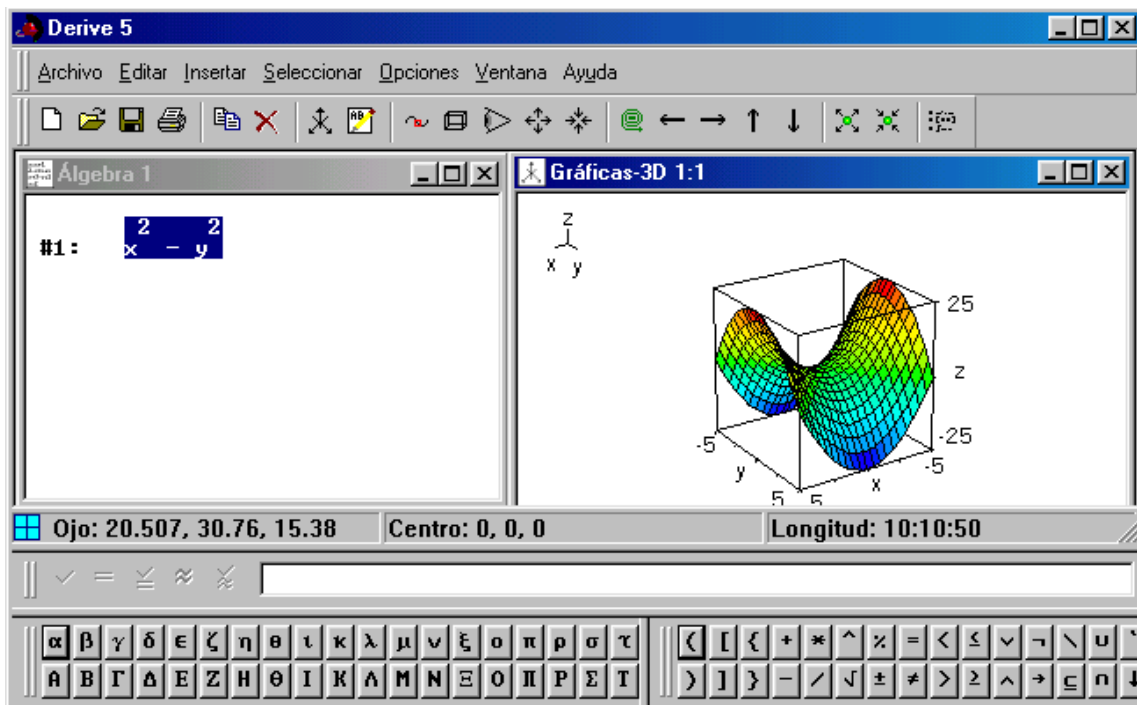 Derive 5
Archivo Editar Insertar Seleccionar Opciones Ventana Ayuda
Álgebra 1
#1: x² - y²
Gráficas-3D 1:1
z
x y
25
z
-25
-5
y
5
5
x
-5
Ojo: 20.507, 30.76, 15.38 Centro: 0, 0, 0 Longitud: 10:10:50
✓ = ≈
α β γ δ ϵ ζ η θ ι κ λ μ ν ξ ο π ρ σ τ ( [ { + * ^ % = < ≤ ∨ ¬ \ ∪
Α Β Γ Δ Ε Ζ Η Θ Ι Κ Λ Μ Ν Ξ Ο Π Ρ Σ Τ ) ] } − / √ ± ≠ > ≥ ∧ → ⊆ ∩ ↓